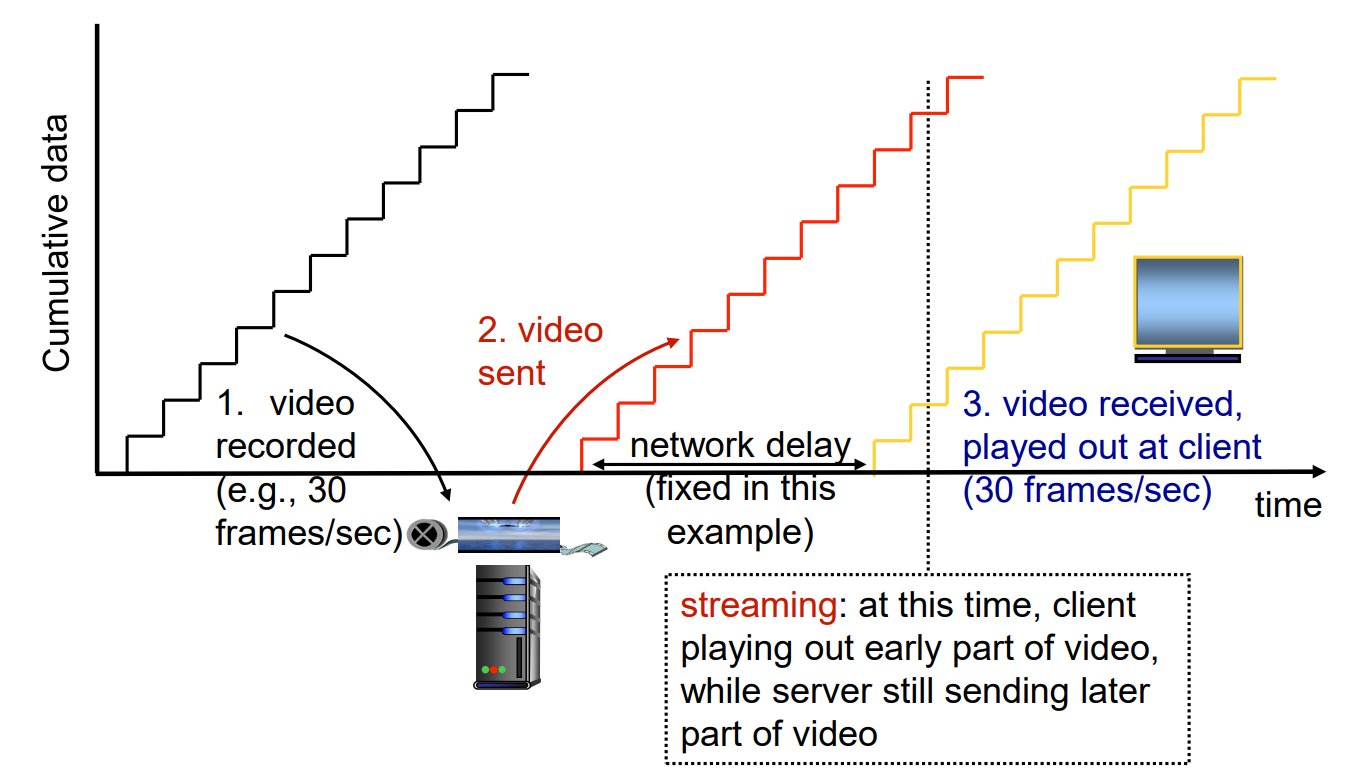 Cumulative data
1. video
recorded
(e.g., 30
frames/sec)
2. video
sent
network delay
(fixed in this
example)
3. video received,
played out at client
(30 frames/sec)
time
streaming: at this time, client
playing out early part of video,
while server still sending later
part of video